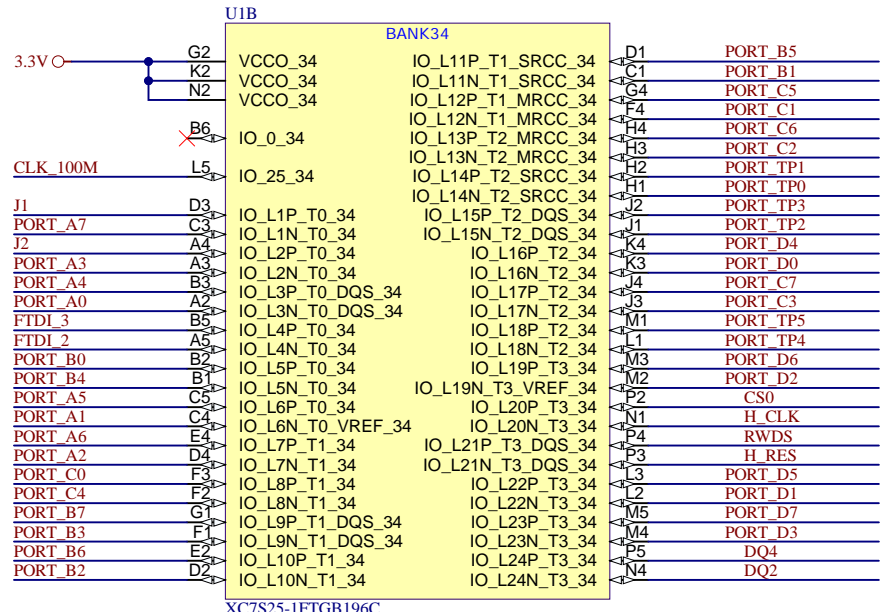 U1B
BANK34
3.3V G2 VCCO_34 IO_L11P_T1_SRCC_34 D1 PORT_B5
K2 VCCO_34 IO_L11N_T1_SRCC_34 C1 PORT_B1
N2 VCCO_34 IO_L12P_T1_MRCC_34 G4 PORT_C5
IO_L12N_T1_MRCC_34 F4 PORT_C1
B6 IO_0_34 IO_L13P_T2_MRCC_34 H4 PORT_C6
IO_L13N_T2_MRCC_34 H3 PORT_C2
CLK_100M L5 IO_25_34 IO_L14P_T2_SRCC_34 H2 PORT_TP1
IO_L14N_T2_SRCC_34 H1 PORT_TP0
J1 D3 IO_L1P_T0_34 IO_L15P_T2_DQS_34 J2 PORT_TP3
PORT_A7 C3 IO_L1N_T0_34 IO_L15N_T2_DQS_34 J1 PORT_TP2
J2 A4 IO_L2P_T0_34 IO_L16P_T2_34 K4 PORT_D4
PORT_A3 A3 IO_L2N_T0_34 IO_L16N_T2_34 K3 PORT_D0
PORT_A4 B3 IO_L3P_T0_DQS_34 IO_L17P_T2_34 J4 PORT_C7
PORT_A0 A2 IO_L3N_T0_DQS_34 IO_L17N_T2_34 J3 PORT_C3
FTDI_3 B5 IO_L4P_T0_34 IO_L18P_T2_34 M1 PORT_TP5
FTDI_2 A5 IO_L4N_T0_34 IO_L18N_T2_34 L1 PORT_TP4
PORT_B0 B2 IO_L5P_T0_34 IO_L19P_T3_34 M3 PORT_D6
PORT_B4 B1 IO_L5N_T0_34 IO_L19N_T3_VREF_34 M2 PORT_D2
PORT_A5 C5 IO_L6P_T0_34 IO_L20P_T3_34 P2 CS0
PORT_A1 C4 IO_L6N_T0_VREF_34 IO_L20N_T3_34 N1 H_CLK
PORT_A6 E4 IO_L7P_T1_34 IO_L21P_T3_DQS_34 P4 RWDS
PORT_A2 D4 IO_L7N_T1_34 IO_L21N_T3_DQS_34 P3 H_RES
PORT_C0 F3 IO_L8P_T1_34 IO_L22P_T3_34 L3 PORT_D5
PORT_C4 F2 IO_L8N_T1_34 IO_L22N_T3_34 L2 PORT_D1
PORT_B7 G1 IO_L9P_T1_DQS_34 IO_L23P_T3_34 M5 PORT_D7
PORT_B3 F1 IO_L9N_T1_DQS_34 IO_L23N_T3_34 M4 PORT_D3
PORT_B6 E2 IO_L10P_T1_34 IO_L24P_T3_34 P5 DQ4
PORT_B2 D2 IO_L10N_T1_34 IO_L24N_T3_34 N4 DQ2
XC7S25-1FTGB196C